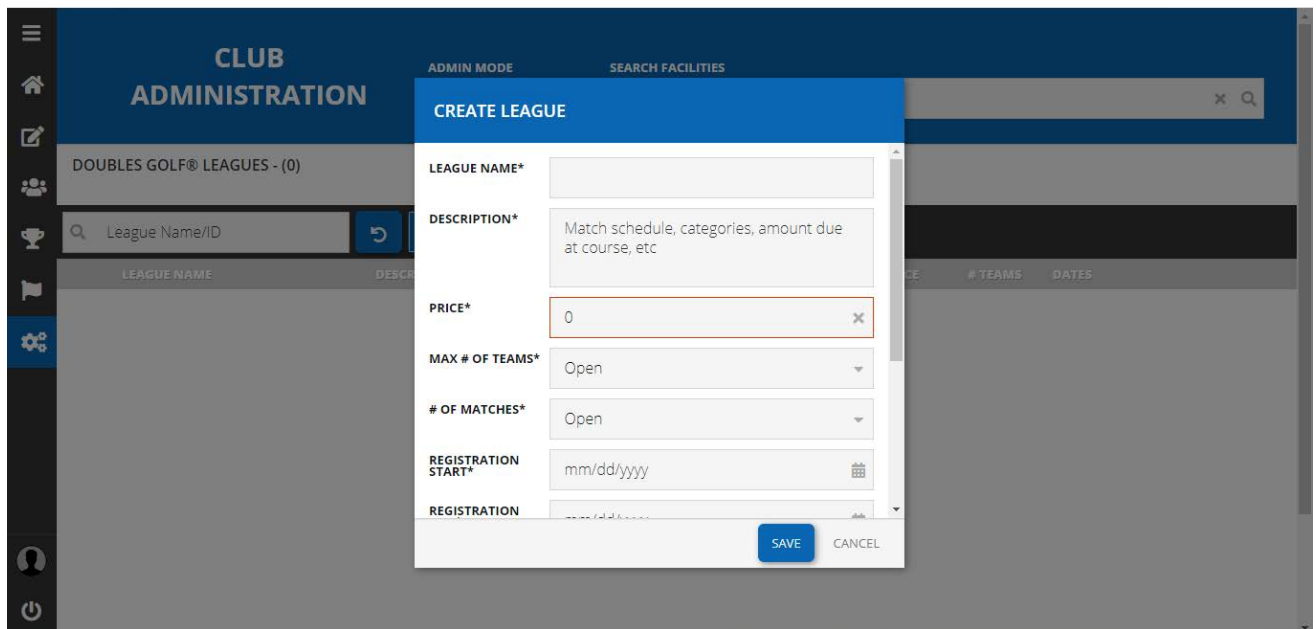 CLUB
ADMINISTRATION
ADMIN MODE
SEARCH FACILITIES
CREATE LEAGUE
DOUBLES GOLF® LEAGUES - (0)
League Name/ID
LEAGUE NAME
# TEAMS
DATES
LEAGUE NAME*
DESCRIPTION*
Match schedule, categories, amount due
at course, etc
PRICE*
0
MAX # OF TEAMS*
Open
# OF MATCHES*
Open
REGISTRATION
START*
mm/dd/yyyy
REGISTRATION
SAVE
CANCEL